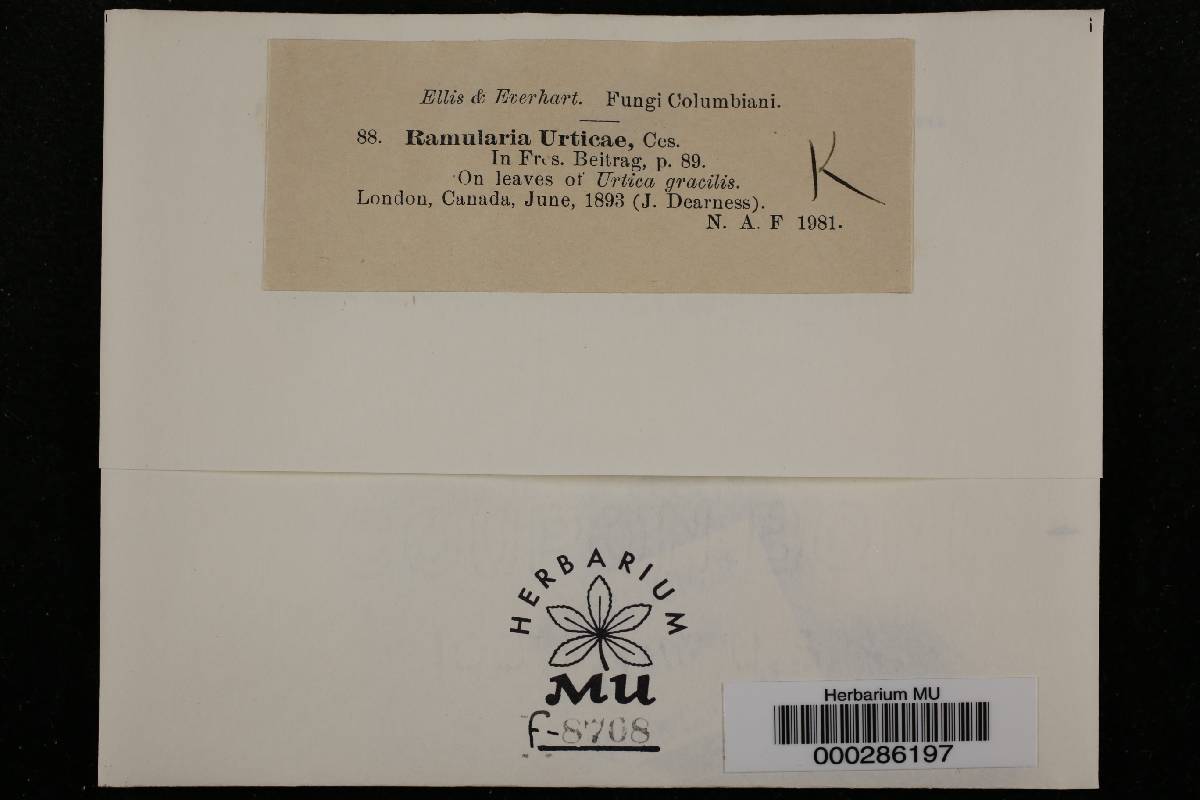 Ellis & Everhart. Fungi Columbiani.
88. Ramularia Urticae, Ces.
In Fres. Beitrag, p. 89.
On leaves of Urtica gracilis.
London, Canada, June, 1893 (J. Dearness).
N. A. F 1981.
K
HERBARIUM
MU
F-8708
Herbarium MU
000286197